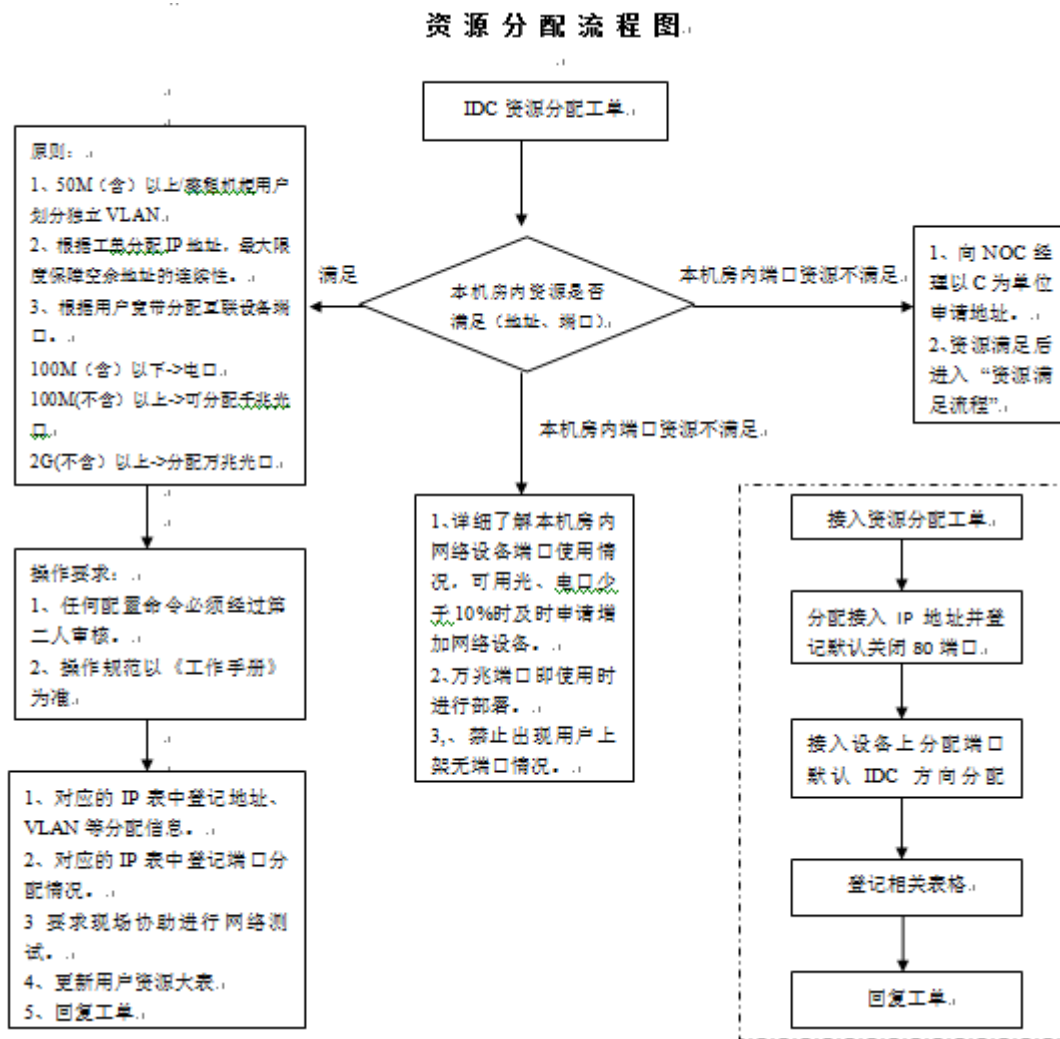 资源分配流程图
IDC 资源分配工单
原则：
1、50M（含）以上/整租机柜用户
划分独立 VLAN.
2、根据工单分配 IP 地址，最大限
度保障空余地址的连续性。
3、根据用户宽带分配互联设备端
口。
100M（含）以下->电口
100M(不含）以上->可分配千兆光
口
2G(不含）以上->分配万兆光口
满足
本机房内资源是否
满足（地址、端口）
本机房内端口资源不满足
1、向 NOC 经
理以 C 为单位
申请地址。
2、资源满足后
进入 “资源满
足流程”
本机房内端口资源不满足
操作要求：
1、任何配置命令必须经过第
二人审核。
2、操作规范以《工作手册》
为准
1、详细了解本机房内
网络设备端口使用情
况，可用光、电口少
于 10%时及时申请增
加网络设备。
2、万兆端口即使用时
进行部署。
3,、禁止出现用户上
架无端口情况。
1、对应的 IP 表中登记地址、
VLAN 等分配信息。
2、对应的 IP 表中登记端口分
配情况。
3 要求现场协助进行网络测
试。
4、更新用户资源大表
5、回复工单
接入资源分配工单
分配接入 IP 地址并登
记默认关闭 80 端口
接入设备上分配端口
默认 IDC 方向分配
登记相关表格
回复工单